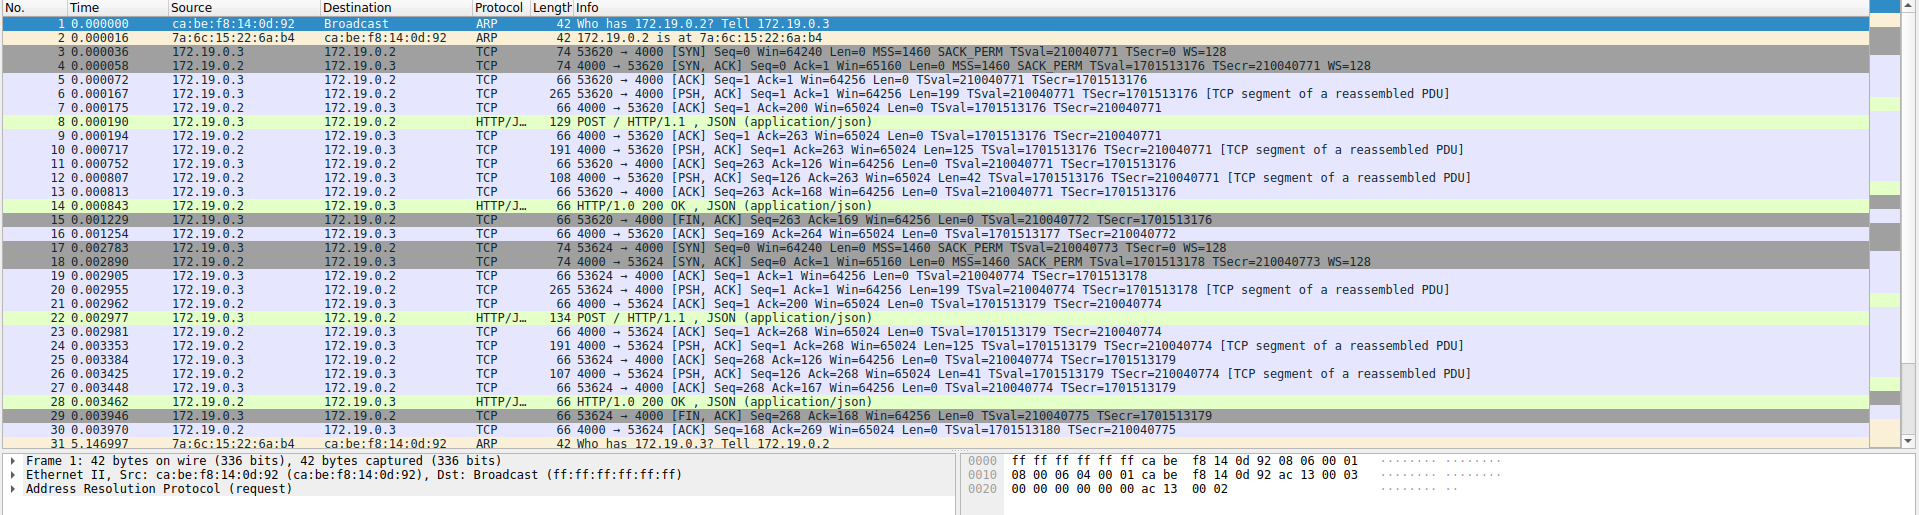 No. Time Source Destination Protocol Length Info
1 0.000000 ca:be:f8:14:0d:92 Broadcast ARP 42 Who has 172.19.0.2? Tell 172.19.0.3
2 0.000016 7a:6c:15:22:6a:b4 ca:be:f8:14:0d:92 ARP 42 172.19.0.2 is at 7a:6c:15:22:6a:b4
3 0.000036 172.19.0.3 172.19.0.2 TCP 74 53620 → 4000 [SYN] Seq=0 Win=64240 Len=0 MSS=1460 SACK_PERM TSval=210040771 TSecr=0 WS=128
4 0.000058 172.19.0.2 172.19.0.3 TCP 74 4000 → 53620 [SYN, ACK] Seq=0 Ack=1 Win=65160 Len=0 MSS=1460 SACK_PERM TSval=1701513176 TSecr=210040771 WS=128
5 0.000072 172.19.0.3 172.19.0.2 TCP 66 53620 → 4000 [ACK] Seq=1 Ack=1 Win=64256 Len=0 TSval=210040771 TSecr=1701513176
6 0.000167 172.19.0.3 172.19.0.2 TCP 265 53620 → 4000 [PSH, ACK] Seq=1 Ack=1 Win=64256 Len=199 TSval=210040771 TSecr=1701513176 [TCP segment of a reassembled PDU]
7 0.000175 172.19.0.2 172.19.0.3 TCP 66 4000 → 53620 [ACK] Seq=1 Ack=200 Win=65024 Len=0 TSval=1701513176 TSecr=210040771
8 0.000190 172.19.0.3 172.19.0.2 HTTP/J… 129 POST / HTTP/1.1 , JSON (application/json)
9 0.000194 172.19.0.2 172.19.0.3 TCP 66 4000 → 53620 [ACK] Seq=1 Ack=263 Win=65024 Len=0 TSval=1701513176 TSecr=210040771
10 0.000717 172.19.0.2 172.19.0.3 TCP 191 4000 → 53620 [PSH, ACK] Seq=1 Ack=263 Win=65024 Len=125 TSval=1701513176 TSecr=210040771 [TCP segment of a reassembled PDU]
11 0.000752 172.19.0.3 172.19.0.2 TCP 66 53620 → 4000 [ACK] Seq=263 Ack=126 Win=64256 Len=0 TSval=210040771 TSecr=1701513176
12 0.000807 172.19.0.2 172.19.0.3 TCP 108 4000 → 53620 [PSH, ACK] Seq=126 Ack=263 Win=65024 Len=42 TSval=1701513176 TSecr=210040771 [TCP segment of a reassembled PDU]
13 0.000813 172.19.0.3 172.19.0.2 TCP 66 53620 → 4000 [ACK] Seq=263 Ack=168 Win=64256 Len=0 TSval=210040771 TSecr=1701513176
14 0.000843 172.19.0.2 172.19.0.3 HTTP/J… 66 HTTP/1.0 200 OK , JSON (application/json)
15 0.001229 172.19.0.3 172.19.0.2 TCP 66 53620 → 4000 [FIN, ACK] Seq=263 Ack=169 Win=64256 Len=0 TSval=210040772 TSecr=1701513176
16 0.001254 172.19.0.2 172.19.0.3 TCP 66 4000 → 53620 [ACK] Seq=169 Ack=264 Win=65024 Len=0 TSval=1701513177 TSecr=210040772
17 0.002783 172.19.0.3 172.19.0.2 TCP 74 53624 → 4000 [SYN] Seq=0 Win=64240 Len=0 MSS=1460 SACK_PERM TSval=210040773 TSecr=0 WS=128
18 0.002890 172.19.0.2 172.19.0.3 TCP 74 4000 → 53624 [SYN, ACK] Seq=0 Ack=1 Win=65160 Len=0 MSS=1460 SACK_PERM TSval=1701513178 TSecr=210040773 WS=128
19 0.002905 172.19.0.3 172.19.0.2 TCP 66 53624 → 4000 [ACK] Seq=1 Ack=1 Win=64256 Len=0 TSval=210040774 TSecr=1701513178
20 0.002955 172.19.0.3 172.19.0.2 TCP 265 53624 → 4000 [PSH, ACK] Seq=1 Ack=1 Win=64256 Len=199 TSval=210040774 TSecr=1701513178 [TCP segment of a reassembled PDU]
21 0.002962 172.19.0.2 172.19.0.3 TCP 66 4000 → 53624 [ACK] Seq=1 Ack=200 Win=65024 Len=0 TSval=1701513179 TSecr=210040774
22 0.002977 172.19.0.3 172.19.0.2 HTTP/J… 134 POST / HTTP/1.1 , JSON (application/json)
23 0.002981 172.19.0.2 172.19.0.3 TCP 66 4000 → 53624 [ACK] Seq=1 Ack=268 Win=65024 Len=0 TSval=1701513179 TSecr=210040774
24 0.003353 172.19.0.2 172.19.0.3 TCP 191 4000 → 53624 [PSH, ACK] Seq=1 Ack=268 Win=65024 Len=125 TSval=1701513179 TSecr=210040774 [TCP segment of a reassembled PDU]
25 0.003384 172.19.0.3 172.19.0.2 TCP 66 53624 → 4000 [ACK] Seq=268 Ack=126 Win=64256 Len=0 TSval=210040774 TSecr=1701513179
26 0.003425 172.19.0.2 172.19.0.3 TCP 107 4000 → 53624 [PSH, ACK] Seq=126 Ack=268 Win=65024 Len=41 TSval=1701513179 TSecr=210040774 [TCP segment of a reassembled PDU]
27 0.003448 172.19.0.3 172.19.0.2 TCP 66 53624 → 4000 [ACK] Seq=268 Ack=167 Win=64256 Len=0 TSval=210040774 TSecr=1701513179
28 0.003462 172.19.0.2 172.19.0.3 HTTP/J… 66 HTTP/1.0 200 OK , JSON (application/json)
29 0.003946 172.19.0.3 172.19.0.2 TCP 66 53624 → 4000 [FIN, ACK] Seq=268 Ack=168 Win=64256 Len=0 TSval=210040775 TSecr=1701513179
30 0.003970 172.19.0.2 172.19.0.3 TCP 66 4000 → 53624 [ACK] Seq=168 Ack=269 Win=65024 Len=0 TSval=1701513180 TSecr=210040775
31 5.146997 7a:6c:15:22:6a:b4 ca:be:f8:14:0d:92 ARP 42 Who has 172.19.0.3? Tell 172.19.0.2
Frame 1: 42 bytes on wire (336 bits), 42 bytes captured (336 bits)
Ethernet II, Src: ca:be:f8:14:0d:92 (ca:be:f8:14:0d:92), Dst: Broadcast (ff:ff:ff:ff:ff:ff)
Address Resolution Protocol (request)
0000 ff ff ff ff ff ff ca be f8 14 0d 92 08 06 00 01 ········ ········
0010 08 00 06 04 00 01 ca be f8 14 0d 92 ac 13 00 03 ········ ········
0020 00 00 00 00 00 00 ac 13 00 02 ········ ··